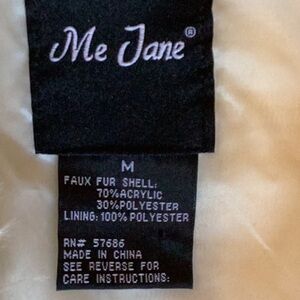 Me Jane®
M
FAUX FUR SHELL:
70%ACRYLIC
30%POLYESTER
LINING: 100% POLYESTER
RN# 57686
MADE IN CHINA
SEE REVERSE FOR
CARE INSTRUCTIONS: